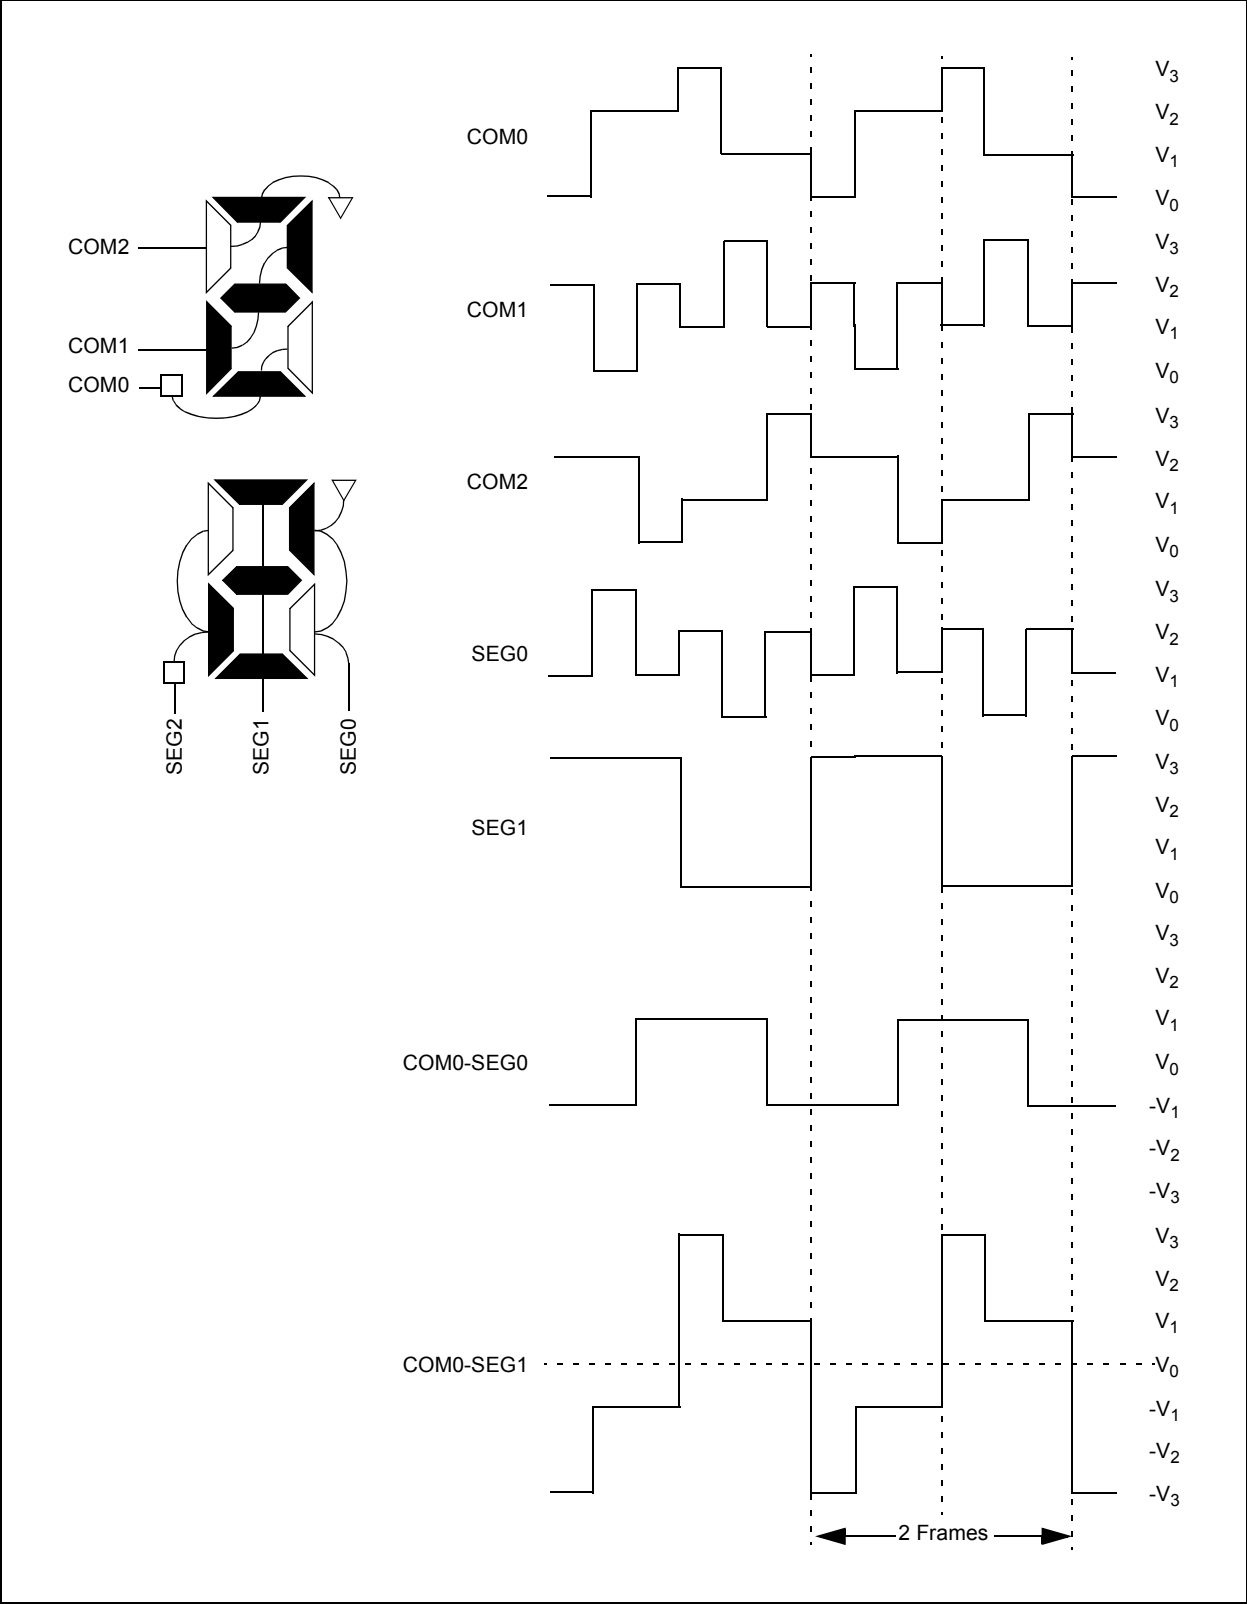 COM2
COM1
COM0
SEG2
SEG1
SEG0
COM0
V3
V2
V1
V0
COM1
V3
V2
V1
V0
COM2
V3
V2
V1
V0
SEG0
V3
V2
V1
V0
SEG1
V3
V2
V1
V0
COM0-SEG0
V3
V2
V1
V0
-V1
-V2
-V3
COM0-SEG1
V3
V2
V1
V0
-V1
-V2
-V3
2 Frames